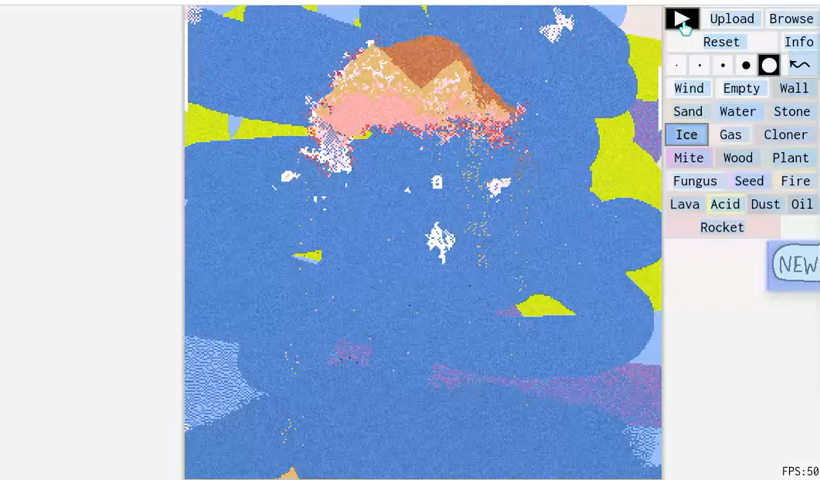 Upload Browse
Reset Info
Wind Empty Wall
Sand Water Stone
Ice Gas Cloner
Mite Wood Plant
Fungus Seed Fire
Lava Acid Dust Oil
Rocket
NEW
FPS:50